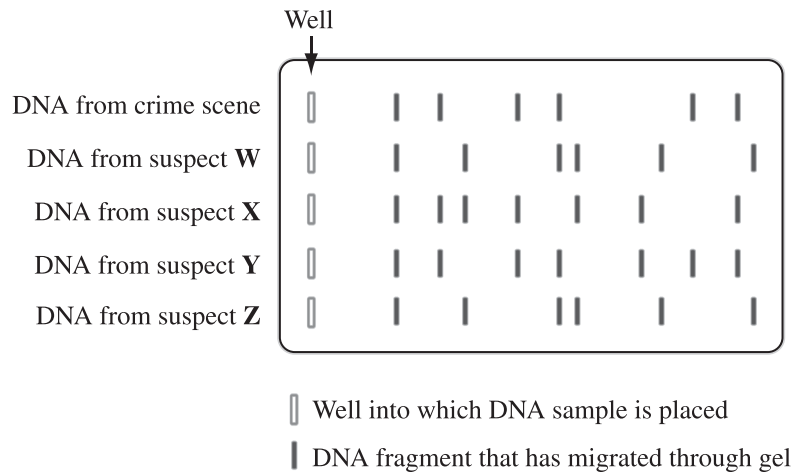 Well
DNA from crime scene
DNA from suspect W
DNA from suspect X
DNA from suspect Y
DNA from suspect Z
Well into which DNA sample is placed
DNA fragment that has migrated through gel